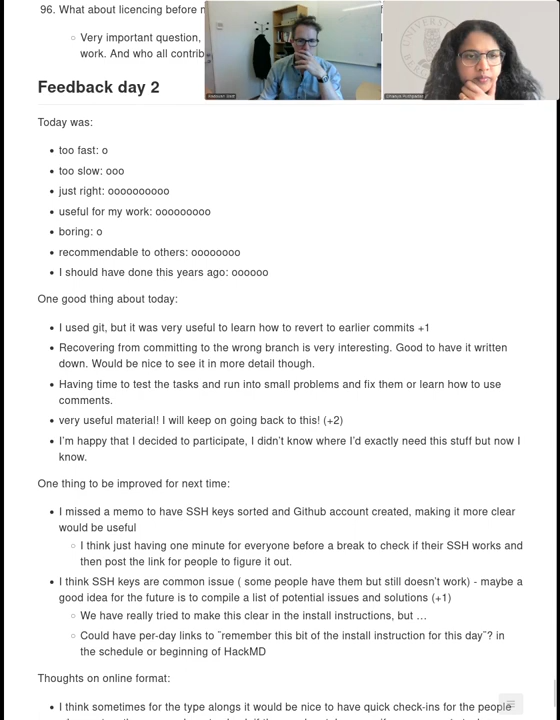 96. What about licencing before r
Very important question,
work. And who all contrib
Feedback day 2
Today was:
too fast: o
too slow: ooo
just right: oooooooooo
useful for my work: ooooooooo
boring: o
recommendable to others: oooooooo
I should have done this years ago: oooooo
One good thing about today:
I used git, but it was very useful to learn how to revert to earlier commits +1
Recovering from committing to the wrong branch is very interesting. Good to have it written
down. Would be nice to see it in more detail though.
Having time to test the tasks and run into small problems and fix them or learn how to use
comments.
very useful material! I will keep on going back to this! (+2)
I'm happy that I decided to participate, I didn't know where I'd exactly need this stuff but now I
know.
One thing to be improved for next time:
I missed a memo to have SSH keys sorted and Github account created, making it more clear
would be useful
I think just having one minute for everyone before a break to check if their SSH works and
then post the link for people to figure it out.
I think SSH keys are common issue ( some people have them but still doesn't work) - maybe a
good idea for the future is to compile a list of potential issues and solutions (+1)
We have really tried to make this clear in the install instructions, but …
Could have per-day links to "remember this bit of the install instruction for this day"? in
the schedule or beginning of HackMD
Thoughts on online format:
I think sometimes for the type alongs it would be nice to have quick check-ins for the people